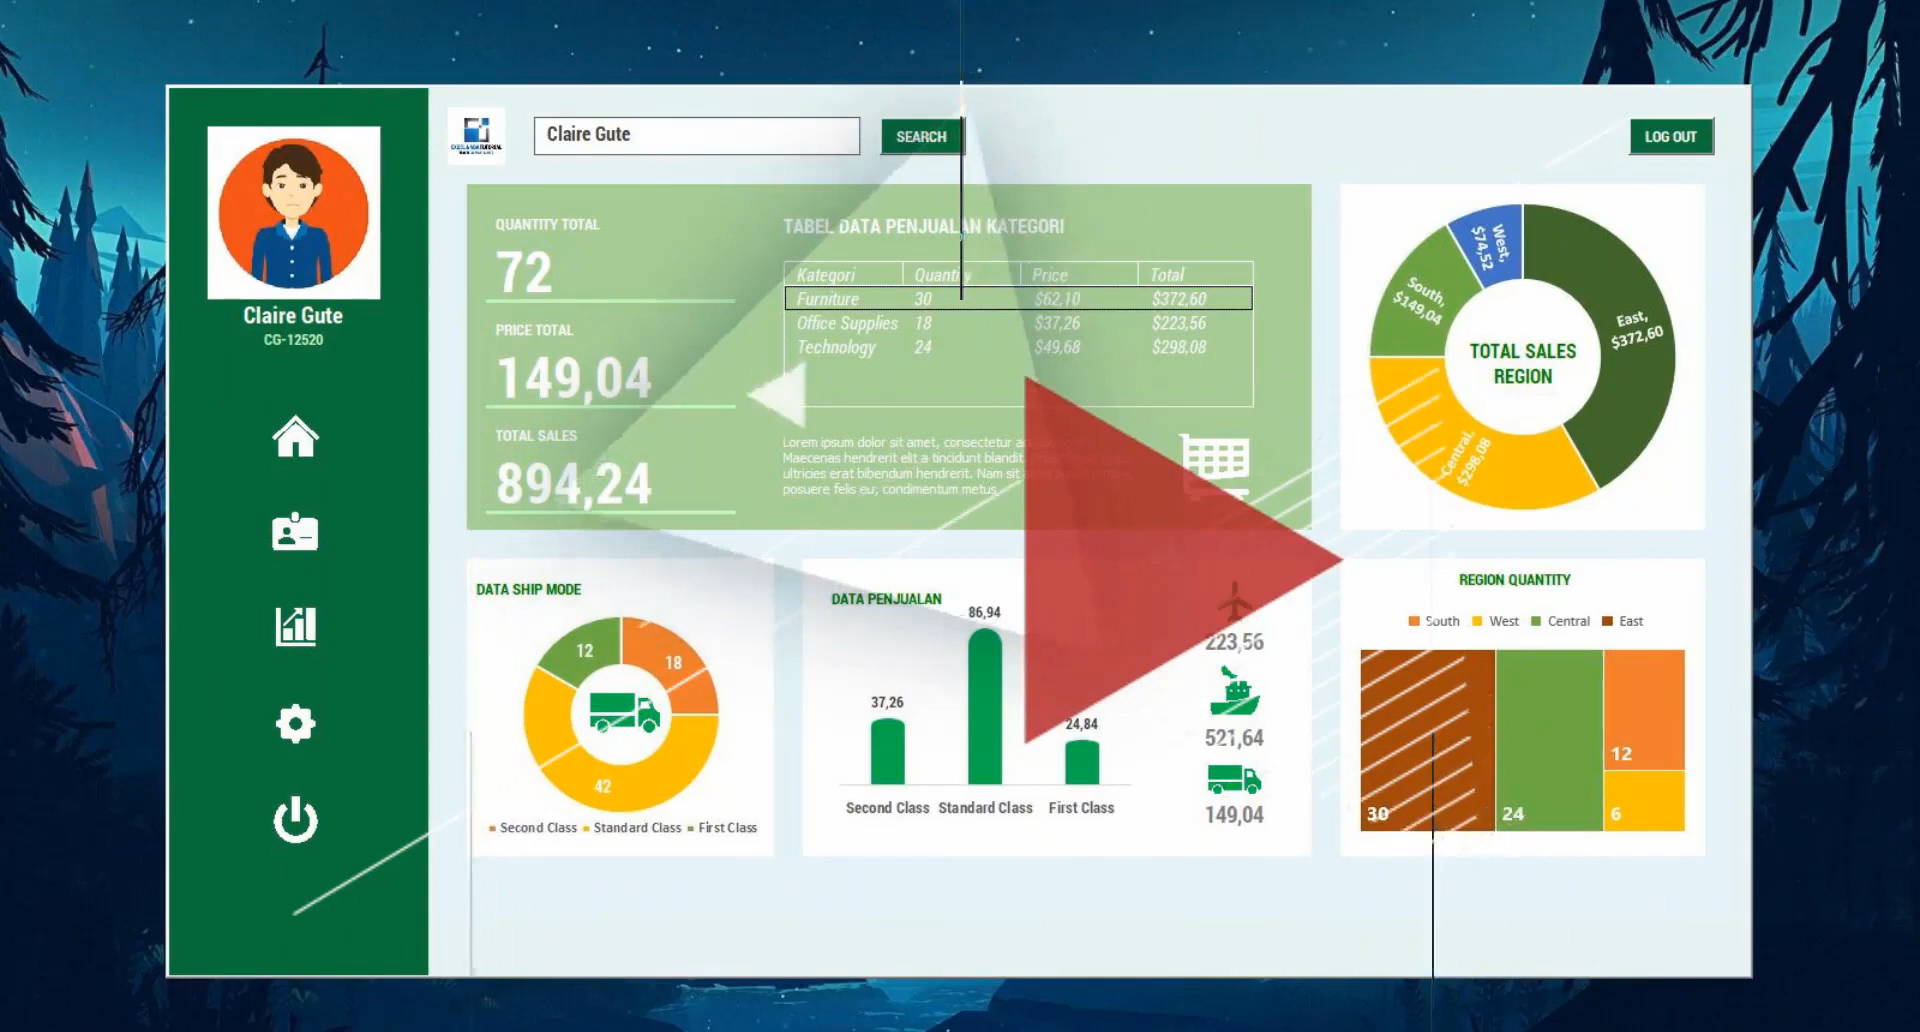 Claire Gute
SEARCH
LOG OUT
Claire Gute
CG-12520
QUANTITY TOTAL
72
PRICE TOTAL
149,04
TOTAL SALES
894,24
TABEL DATA PENJUALAN KATEGORI
Kategori Quantity Price Total
Furniture 30 $62,10 $372,60
Office Supplies 18 $37,26 $223,56
Technology 24 $49,68 $298,08
Lorem ipsum dolor sit amet, consectetur
Maecenas hendrerit elit a tincidunt blandit
ultricies erat bibendum hendrerit. Nam sit
posuere felis eu, condimentum metus.
West,
$74,52
South,
$149,04
East,
$372,60
Central,
$298,08
TOTAL SALES
REGION
DATA SHIP MODE
12
18
42
Second Class Standard Class First Class
DATA PENJUALAN
86,94
37,26
24,84
Second Class Standard Class First Class
223,56
521,64
149,04
REGION QUANTITY
South West Central East
30
24
12
6